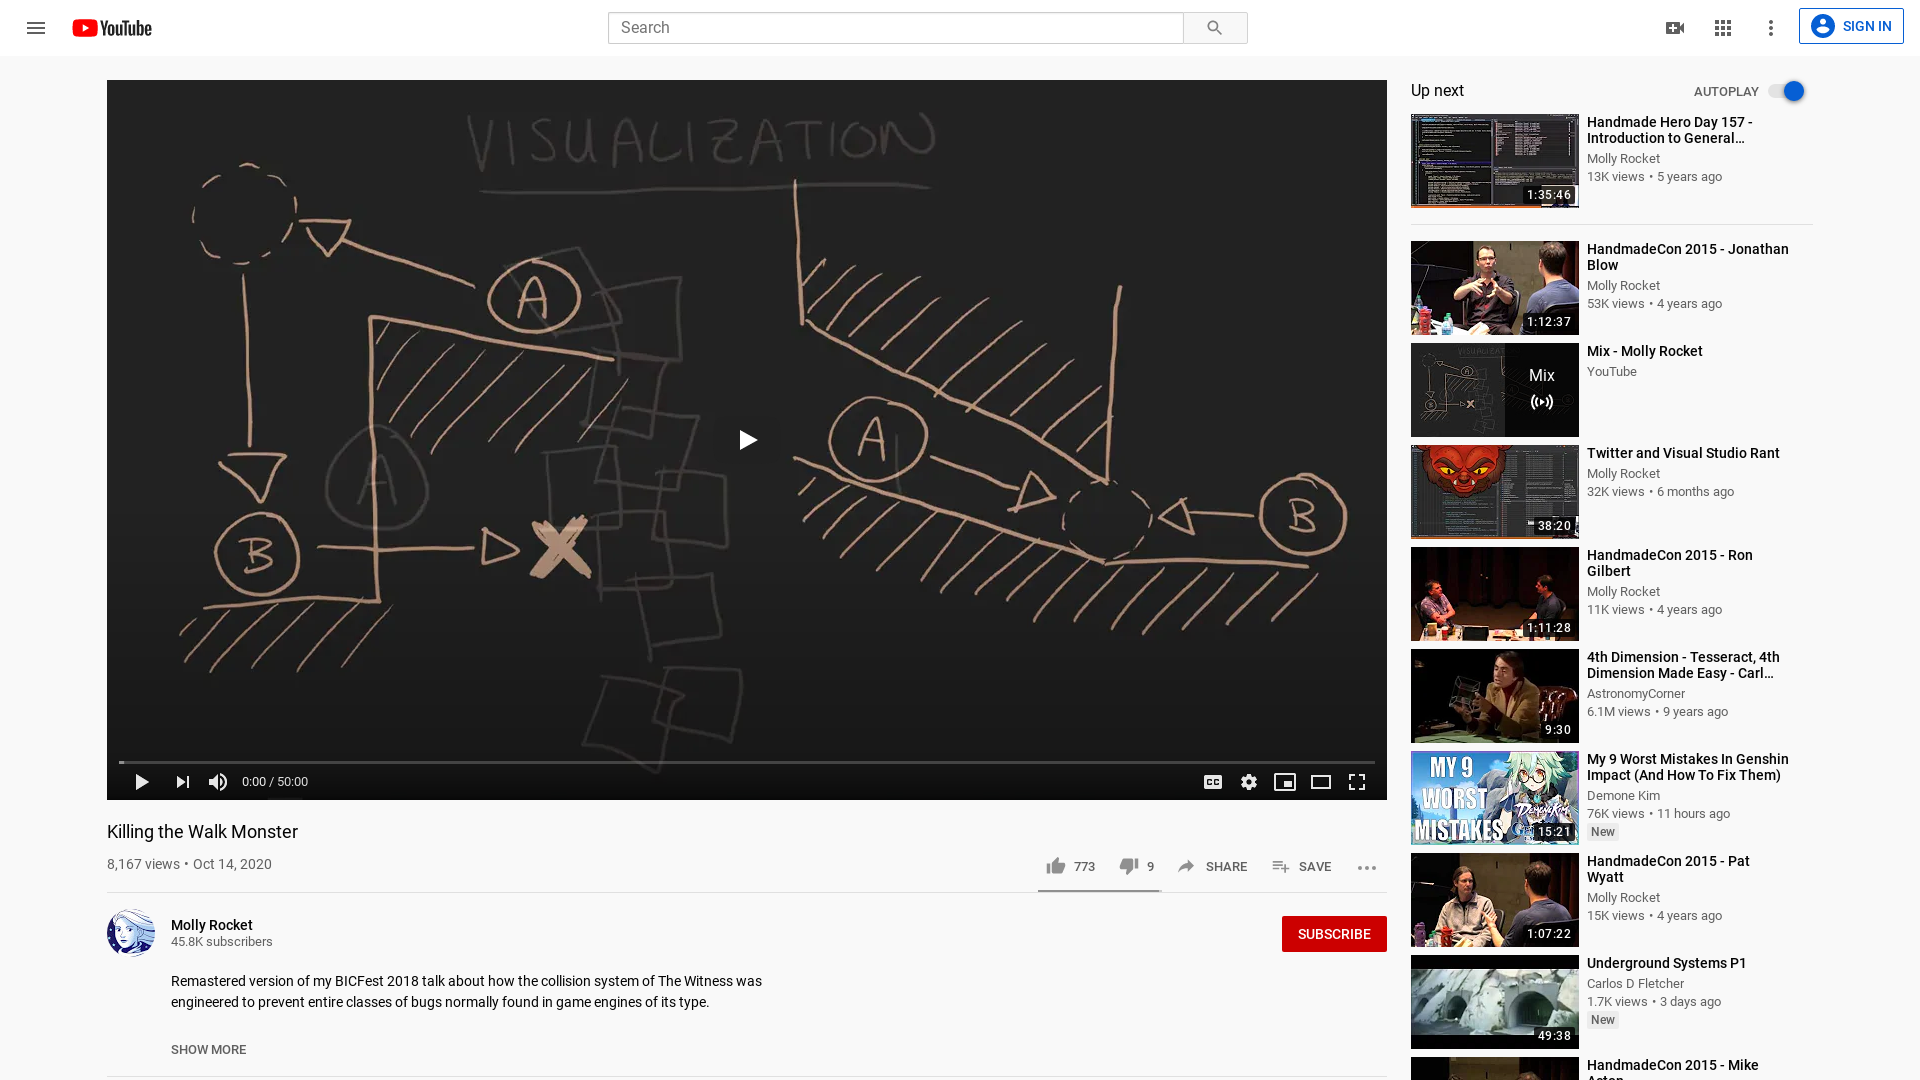 YouTube
Search
SIGN IN
VISUALIZATION
A
A
B
A
B
0:00 / 50:00
CC
Killing the Walk Monster
8,167 views • Oct 14, 2020
773
9
SHARE
SAVE
Molly Rocket
45.8K subscribers
SUBSCRIBE
Remastered version of my BICFest 2018 talk about how the collision system of The Witness was
engineered to prevent entire classes of bugs normally found in game engines of its type.
SHOW MORE
Up next
AUTOPLAY
1:35:46
Handmade Hero Day 157 -
Introduction to General...
Molly Rocket
13K views • 5 years ago
1:12:37
HandmadeCon 2015 - Jonathan
Blow
Molly Rocket
53K views • 4 years ago
Mix
Mix - Molly Rocket
YouTube
38:20
Twitter and Visual Studio Rant
Molly Rocket
32K views • 6 months ago
1:11:28
HandmadeCon 2015 - Ron
Gilbert
Molly Rocket
11K views • 4 years ago
9:30
4th Dimension - Tesseract, 4th
Dimension Made Easy - Carl...
AstronomyCorner
6.1M views • 9 years ago
MY 9
WORST
MISTAKES
DEMONEKIM
15:21
My 9 Worst Mistakes In Genshin
Impact (And How To Fix Them)
Demone Kim
76K views • 11 hours ago
New
1:07:22
HandmadeCon 2015 - Pat
Wyatt
Molly Rocket
15K views • 4 years ago
49:38
Underground Systems P1
Carlos D Fletcher
1.7K views • 3 days ago
New
HandmadeCon 2015 - Mike